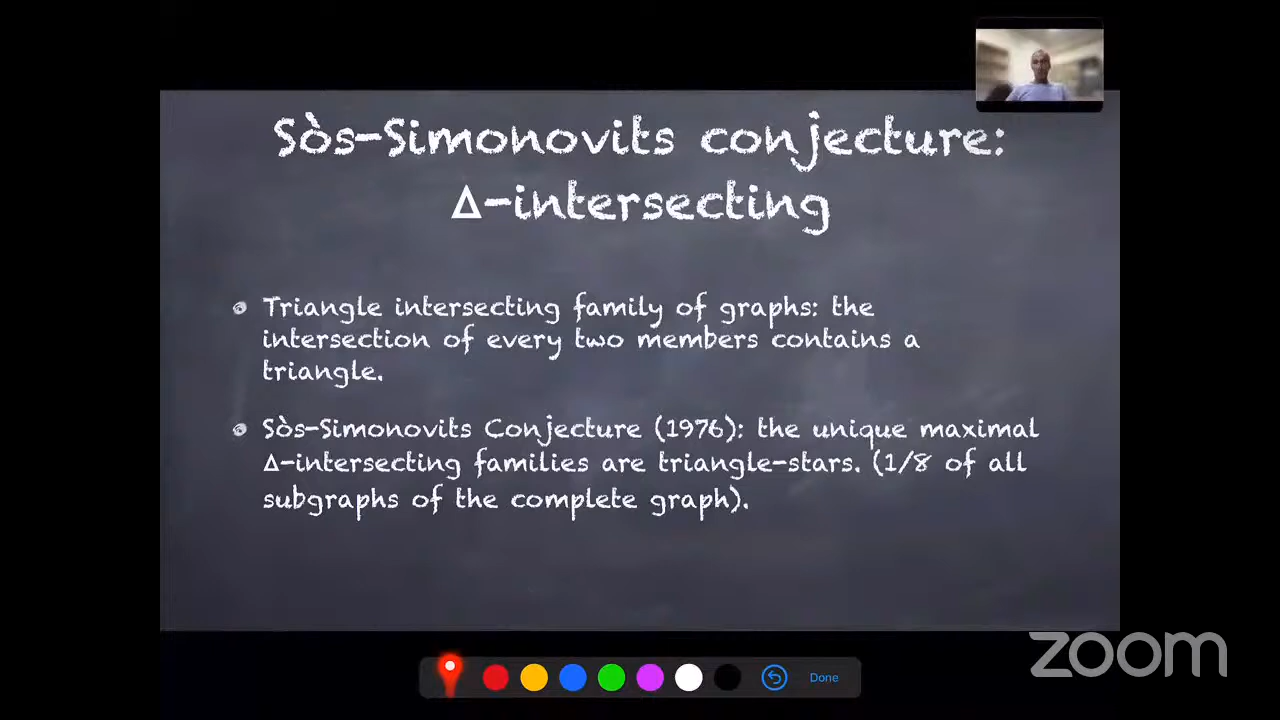 Sòs-Simonovits conjecture:
Δ-intersecting
Triangle intersecting family of graphs: the
intersection of every two members contains a
triangle.
Sòs-Simonovits Conjecture (1976): the unique maximal
Δ-intersecting families are triangle-stars. (1/8 of all
subgraphs of the complete graph).
Done
zoom